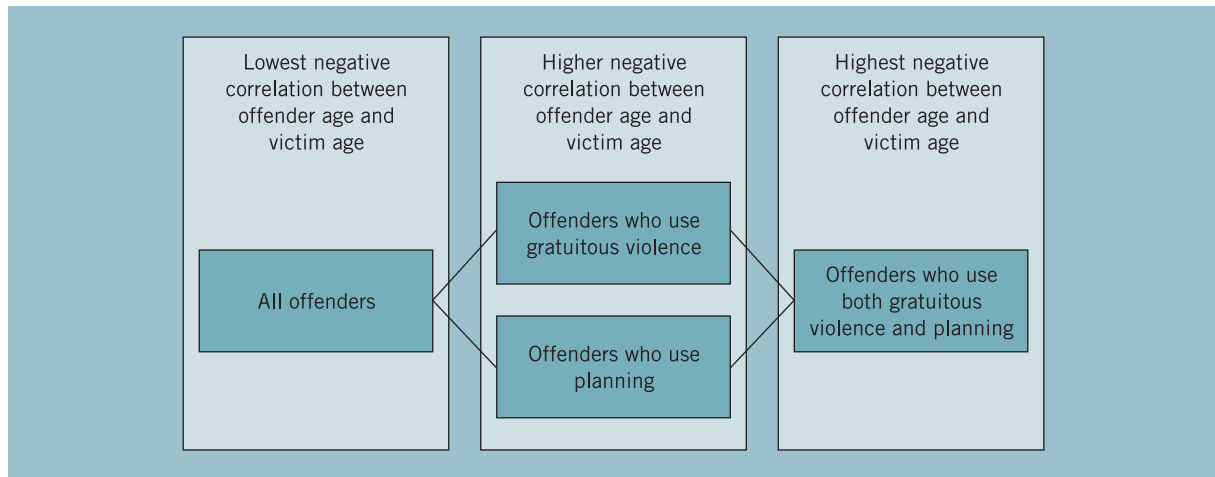 Lowest negative
correlation between
offender age and
victim age
All offenders
Higher negative
correlation between
offender age and
victim age
Offenders who use
gratuitous violence
Offenders who use
planning
Highest negative
correlation between
offender age and
victim age
Offenders who use
both gratuitous
violence and planning